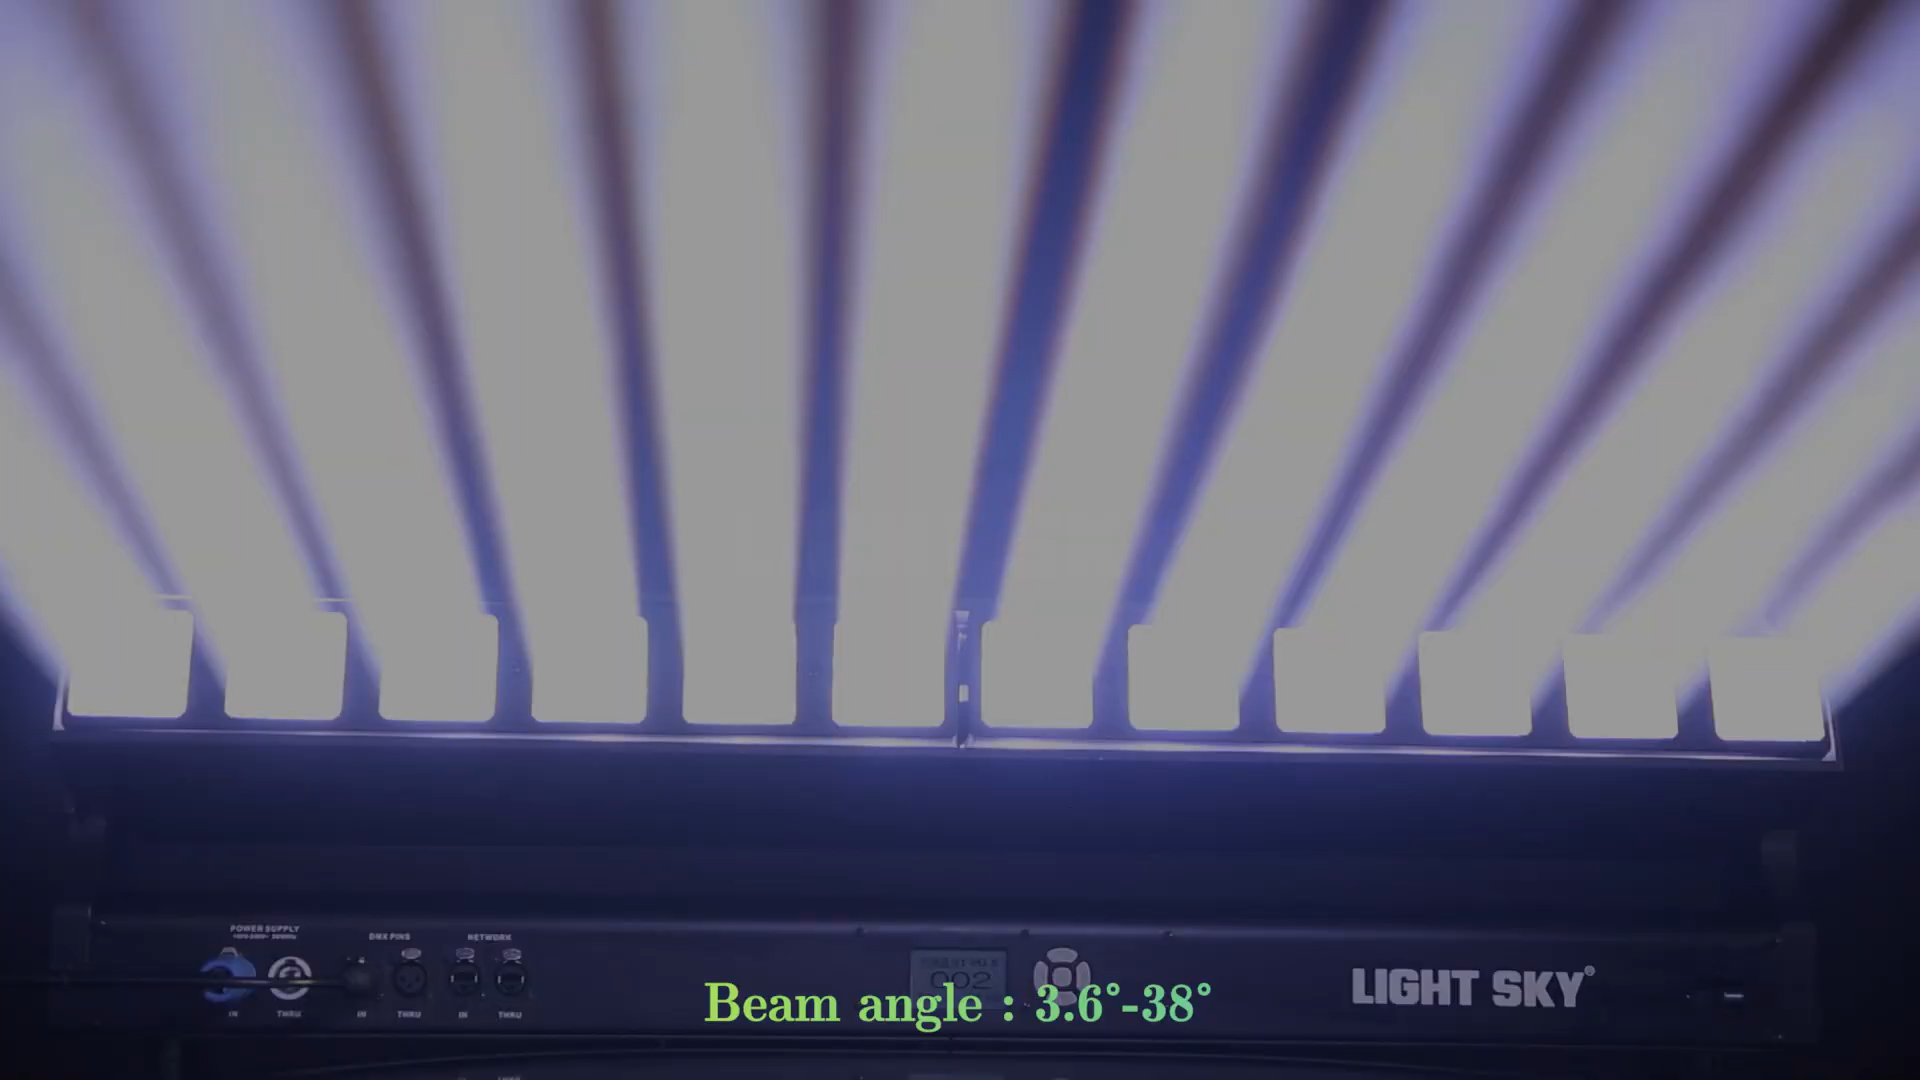 POWER SUPPLY
DMX PINS
NETWORK
002
IN
THRU
IN
THRU
IN
THRU
LIGHT SKY®
Beam angle : 3.6°-38°